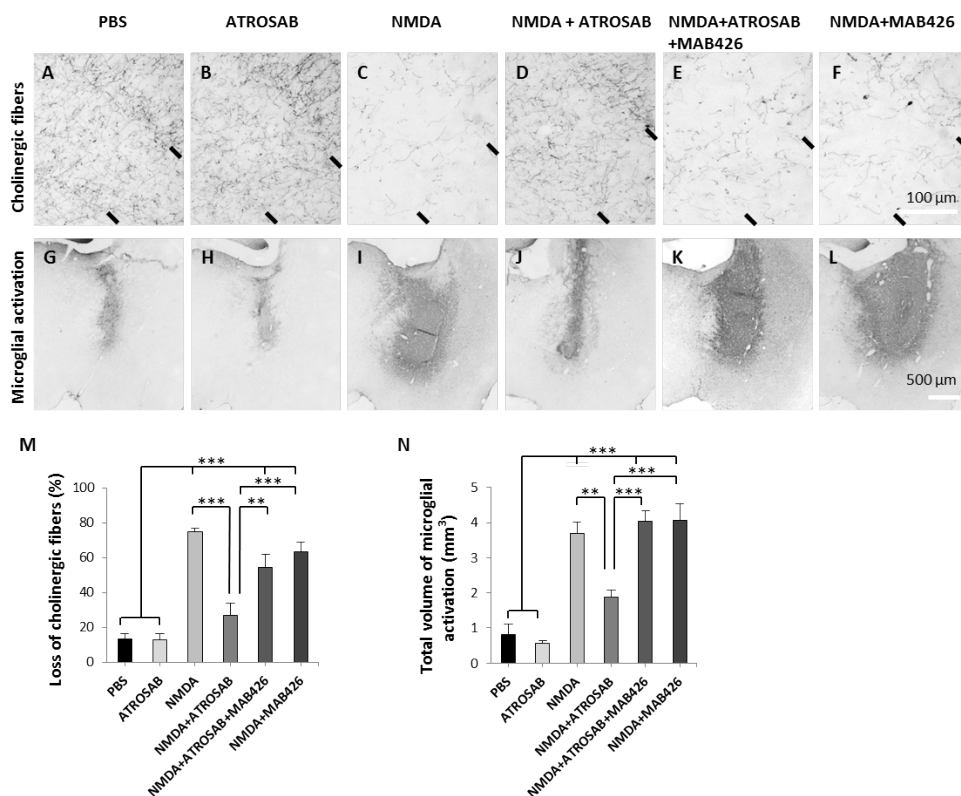 PBS
ATROSAB
NMDA
NMDA + ATROSAB
NMDA+ATROSAB
+MAB426
NMDA+MAB426
Cholinergic fibers
A
B
C
D
E
F
100 µm
Microglial activation
G
H
I
J
K
L
500 µm
M
Loss of cholinergic fibers (%)
100
80
60
40
20
0
***
***
***
**
PBS
ATROSAB
NMDA
NMDA+ATROSAB
NMDA+ATROSAB+MAB426
NMDA+MAB426
N
Total volume of microglial
activation (mm³)
5
4
3
2
1
0
***
***
**
***
PBS
ATROSAB
NMDA
NMDA+ATROSAB
NMDA+ATROSAB+MAB426
NMDA+MAB426